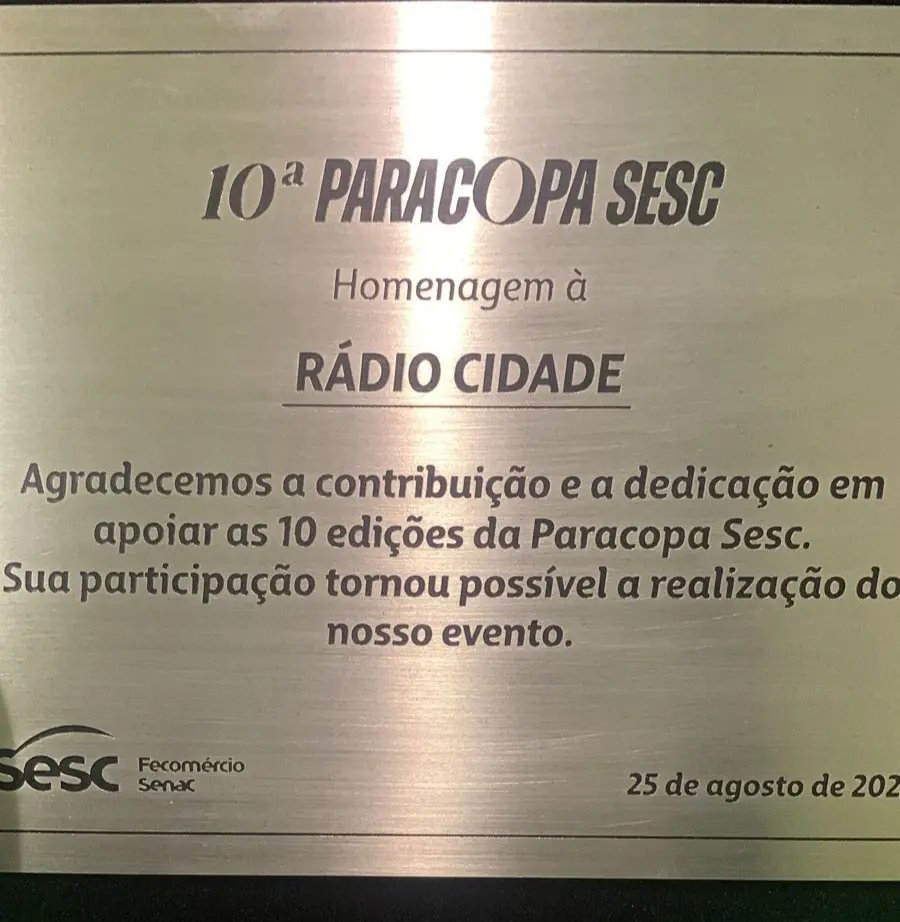 10ª PARACOPA SESC
Homenagem à
RÁDIO CIDADE
Agradecemos a contribuição e a dedicação em
apoiar as 10 edições da Paracopa Sesc.
Sua participação tornou possível a realização do
nosso evento.
Sesc Fecomércio
Senac
25 de agosto de 202